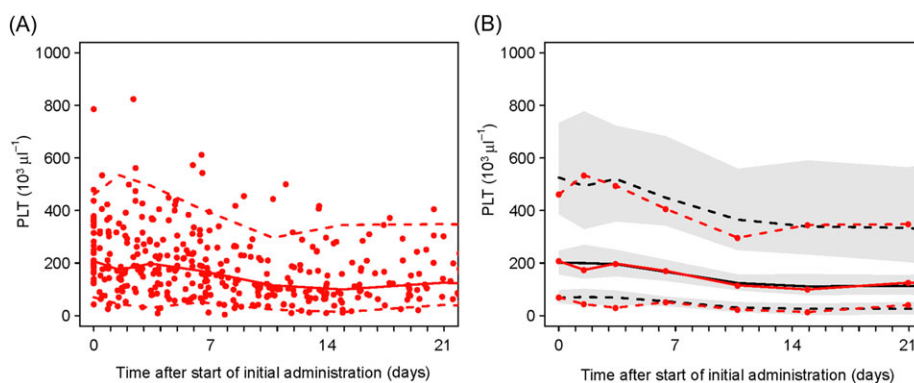 (A)
1000
800
600
400
200
0
PLT (10³ µl⁻¹)
0 7 14 21
Time after start of initial administration (days)
(B)
1000
800
600
400
200
0
PLT (10³ µl⁻¹)
0 7 14 21
Time after start of initial administration (days)